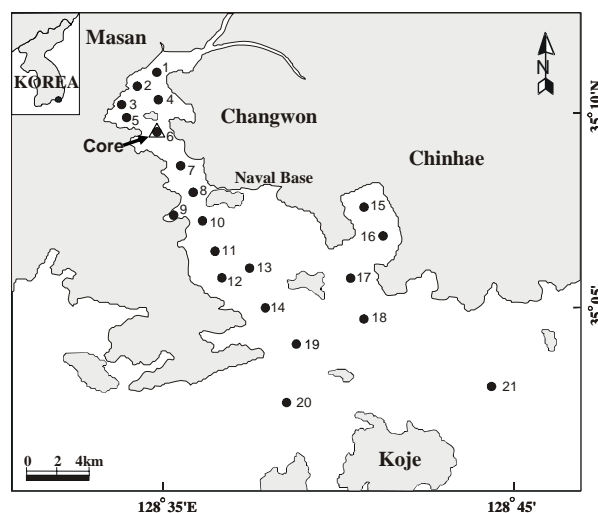 Masan
KOREA
1
2
3
4
5
6
Core
Changwon
Chinhae
N
35°10'N
7
Naval Base
8
9
10
15
16
11
13
12
17
14
18
35°05'
19
21
20
Koje
0 2 4km
128°35'E
128°45'